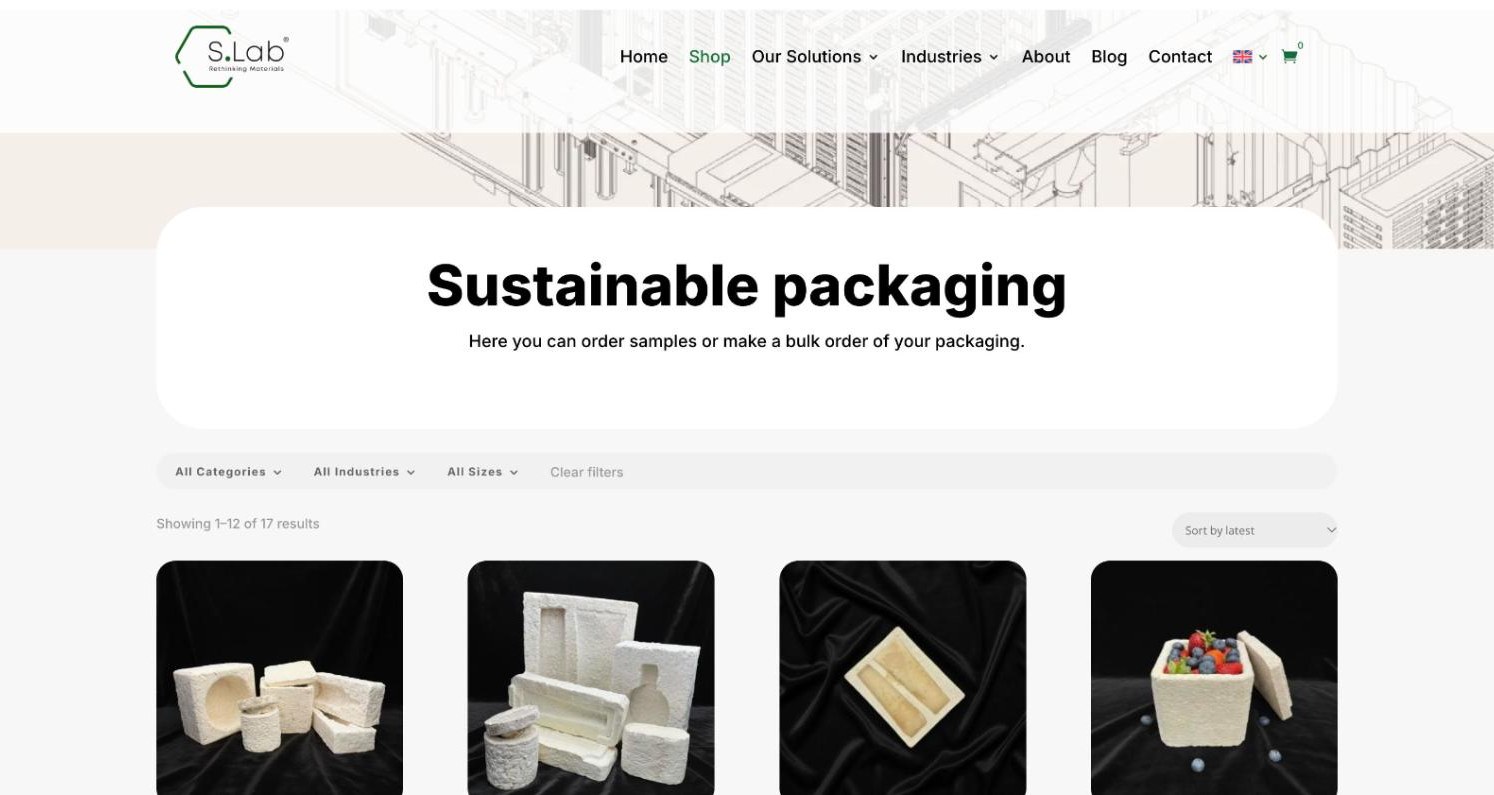 S.Lab®
Rethinking Materials
Home Shop Our Solutions Industries About Blog Contact 0
Sustainable packaging
Here you can order samples or make a bulk order of your packaging.
All Categories All Industries All Sizes Clear filters
Showing 1–12 of 17 results
Sort by latest